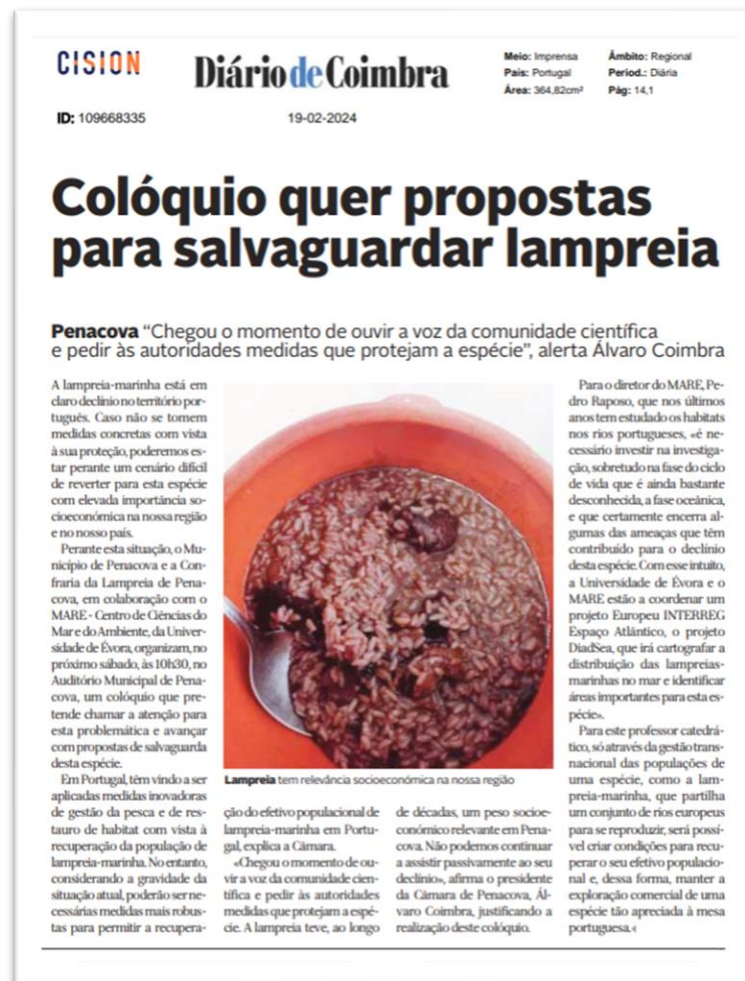 CISION
Diário de Coimbra
Meio: Imprensa
País: Portugal
Área: 364,82cm²
Âmbito: Regional
Period.: Diária
Pág: 14,1
ID: 109668335
19-02-2024
Colóquio quer propostas
para salvaguardar lampreia
Penacova “Chegou o momento de ouvir a voz da comunidade científica
e pedir às autoridades medidas que protejam a espécie”, alerta Álvaro Coimbra
A lampreia-marinha está em
claro declínio no território por-
tuguês. Caso não se tomem
medidas concretas com vista
à sua proteção, poderemos es-
tar perante um cenário difícil
de reverter para esta espécie
com elevada importância so-
cioeconómica na nossa região
e no nosso país.
Perante esta situação, o Mu-
nicípio de Penacova e a Con-
fraria da Lampreia de Pena-
cova, em colaboração com o
MARE - Centro de Ciências do
Mar e do Ambiente, da Univer-
sidade de Évora, organizam, no
próximo sábado, às 10h30, no
Auditório Municipal de Pena-
cova, um colóquio que pre-
tende chamar a atenção para
esta problemática e avançar
com propostas de salvaguarda
desta espécie.
Em Portugal, têm vindo a ser
aplicadas medidas inovadoras
de gestão da pesca e de res-
tauro de habitat com vista à
recuperação da população de
lampreia-marinha. No entanto,
considerando a gravidade da
situação atual, poderão ser ne-
cessárias medidas mais robus-
tas para permitir a recupera-
Lampreia tem relevância socioeconómica na nossa região
ção do efetivo populacional de
lampreia-marinha em Portu-
gal, explica a Câmara.
«Chegou o momento de ou-
vir a voz da comunidade cien-
tífica e pedir às autoridades
medidas que protejam a espé-
cie. A lampreia teve, ao longo
de décadas, um peso socioe-
conómico relevante em Pena-
cova. Não podemos continuar
a assistir passivamente ao seu
declínio», afirma o presidente
da Câmara de Penacova, Ál-
varo Coimbra, justificando a
realização deste colóquio.
Para o diretor do MARE, Pe-
dro Raposo, que nos últimos
anos tem estudado os habitats
nos rios portugueses, «é ne-
cessário investir na investiga-
ção, sobretudo na fase do ciclo
de vida que é ainda bastante
desconhecida, a fase oceânica,
e que certamente encerra al-
gumas das ameaças que têm
contribuído para o declínio
desta espécie. Com esse intuito,
a Universidade de Évora e o
MARE estão a coordenar um
projeto Europeu INTERREG
Espaço Atlântico, o projeto
DiadSea, que irá cartografar a
distribuição das lampreias-
marinhas no mar e identificar
áreas importantes para esta es-
pécie».
Para este professor catedrá-
tico, só através da gestão trans-
nacional das populações de
uma espécie, como a lam-
preia-marinha, que partilha
um conjunto de rios europeus
para se reproduzir, será possí-
vel criar condições para recu-
perar o seu efetivo populacio-
nal e, dessa forma, manter a
exploração comercial de uma
espécie tão apreciada à mesa
portuguesa.‹